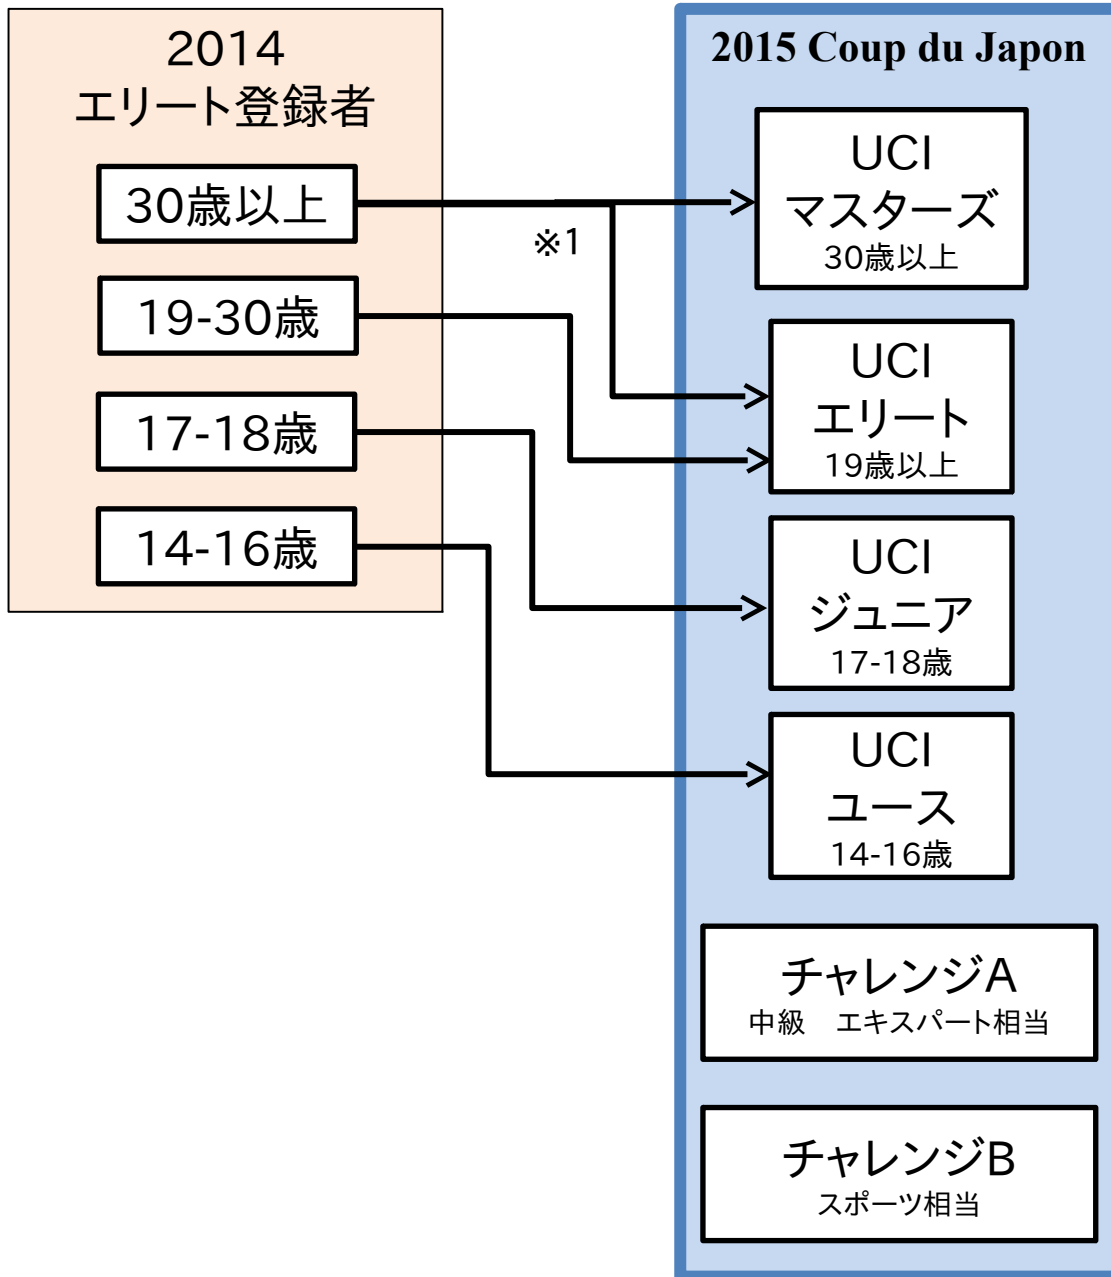 2014
エリート登録者
30歳以上
19-30歳
17-18歳
14-16歳
※1
2015 Coup du Japon
UCI
マスターズ
30歳以上
UCI
エリート
19歳以上
UCI
ジュニア
17-18歳
UCI
ユース
14-16歳
チャレンジA
中級　エキスパート相当
チャレンジB
スポーツ相当